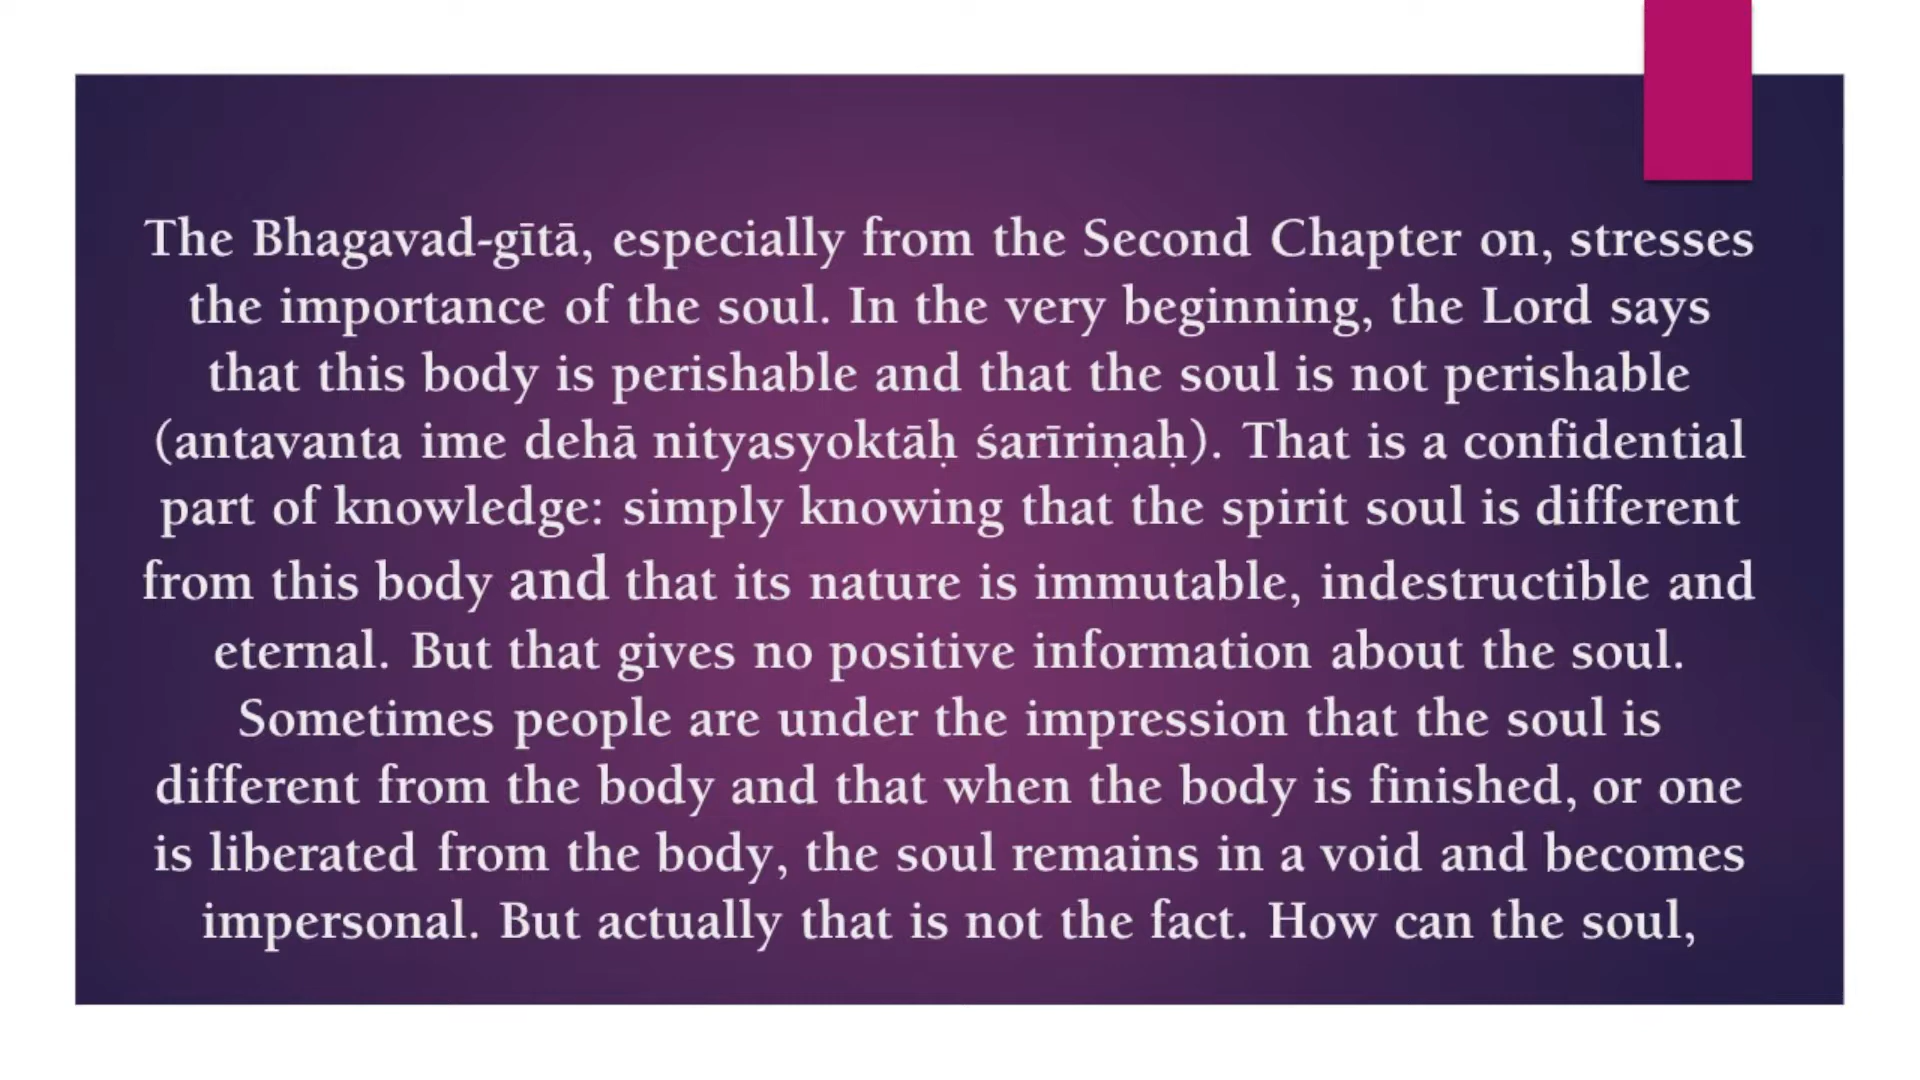 The Bhagavad-gītā, especially from the Second Chapter on, stresses
the importance of the soul. In the very beginning, the Lord says
that this body is perishable and that the soul is not perishable
(antavanta ime dehā nityasyoktāḥ śarīriṇaḥ). That is a confidential
part of knowledge: simply knowing that the spirit soul is different
from this body and that its nature is immutable, indestructible and
eternal. But that gives no positive information about the soul.
Sometimes people are under the impression that the soul is
different from the body and that when the body is finished, or one
is liberated from the body, the soul remains in a void and becomes
impersonal. But actually that is not the fact. How can the soul,